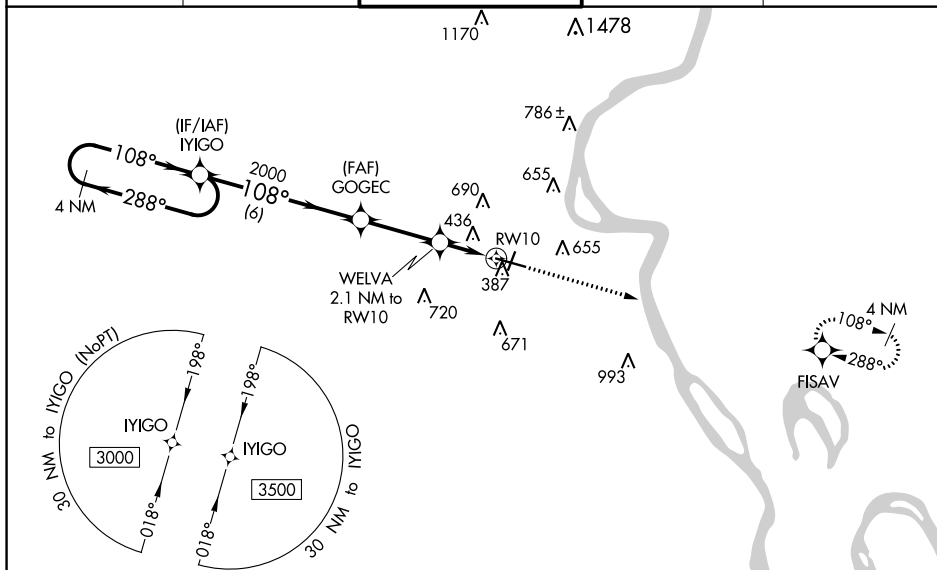 1170
1478
786±
(IF/IAF)
IYIGO
108°
288°
4 NM
2000
108°
(6)
(FAF)
GOGEC
690
655
436
RW10
655
WELVA
2.1 NM to
RW10
387
720
671
993
4 NM
108°
288°
FISAV
30 NM to IYIGO (NoPT)
198°
IYIGO
3000
018°
198°
IYIGO
3500
018°
30 NM to IYIGO